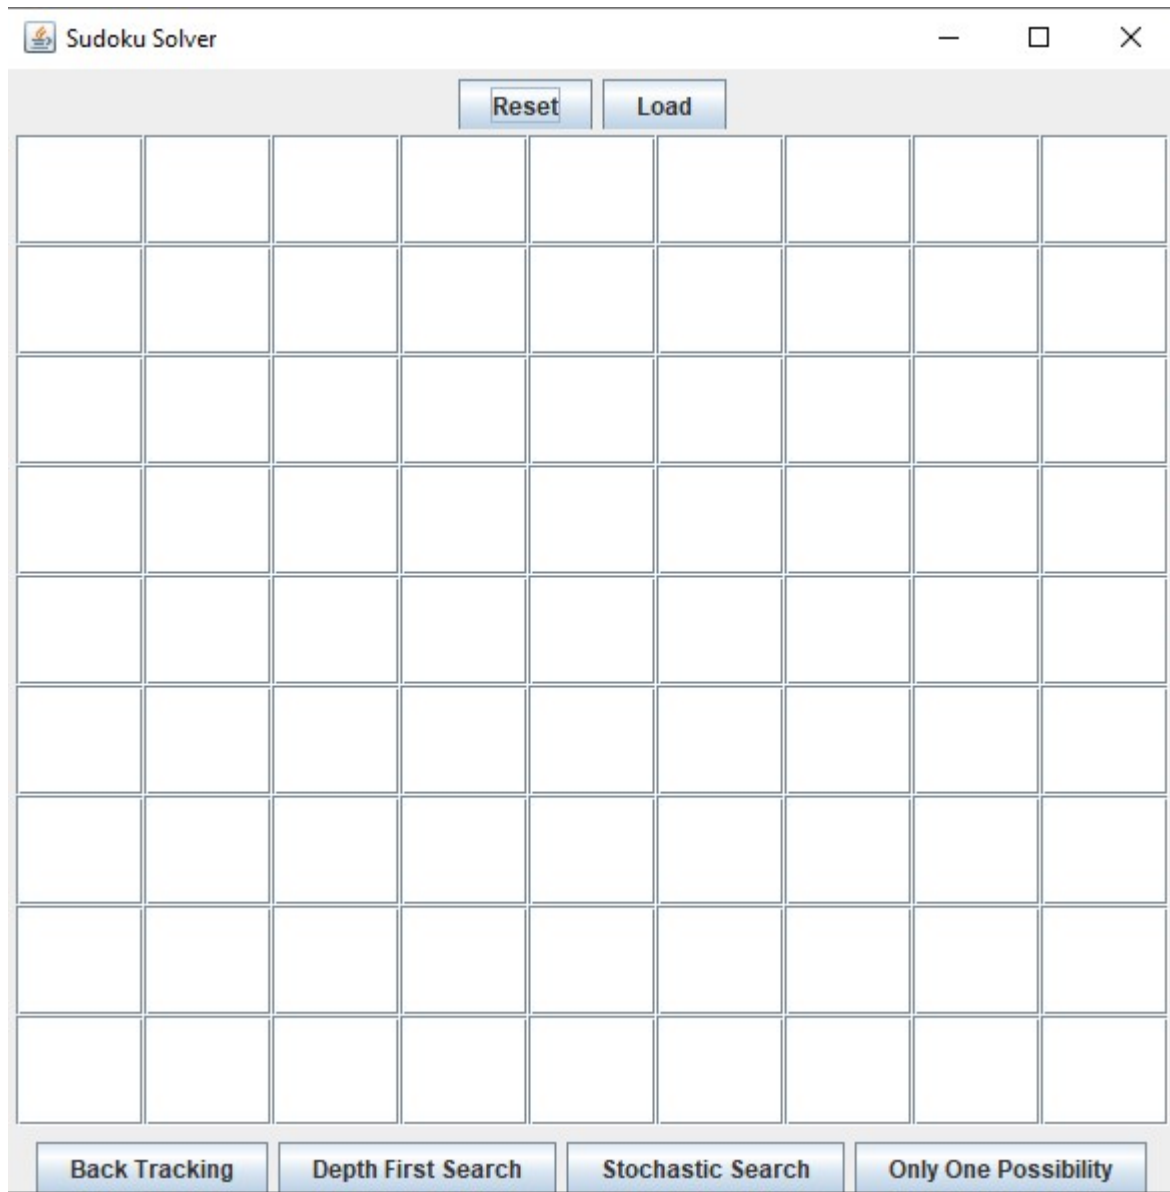 Sudoku Solver
Reset Load
Back Tracking Depth First Search Stochastic Search Only One Possibility